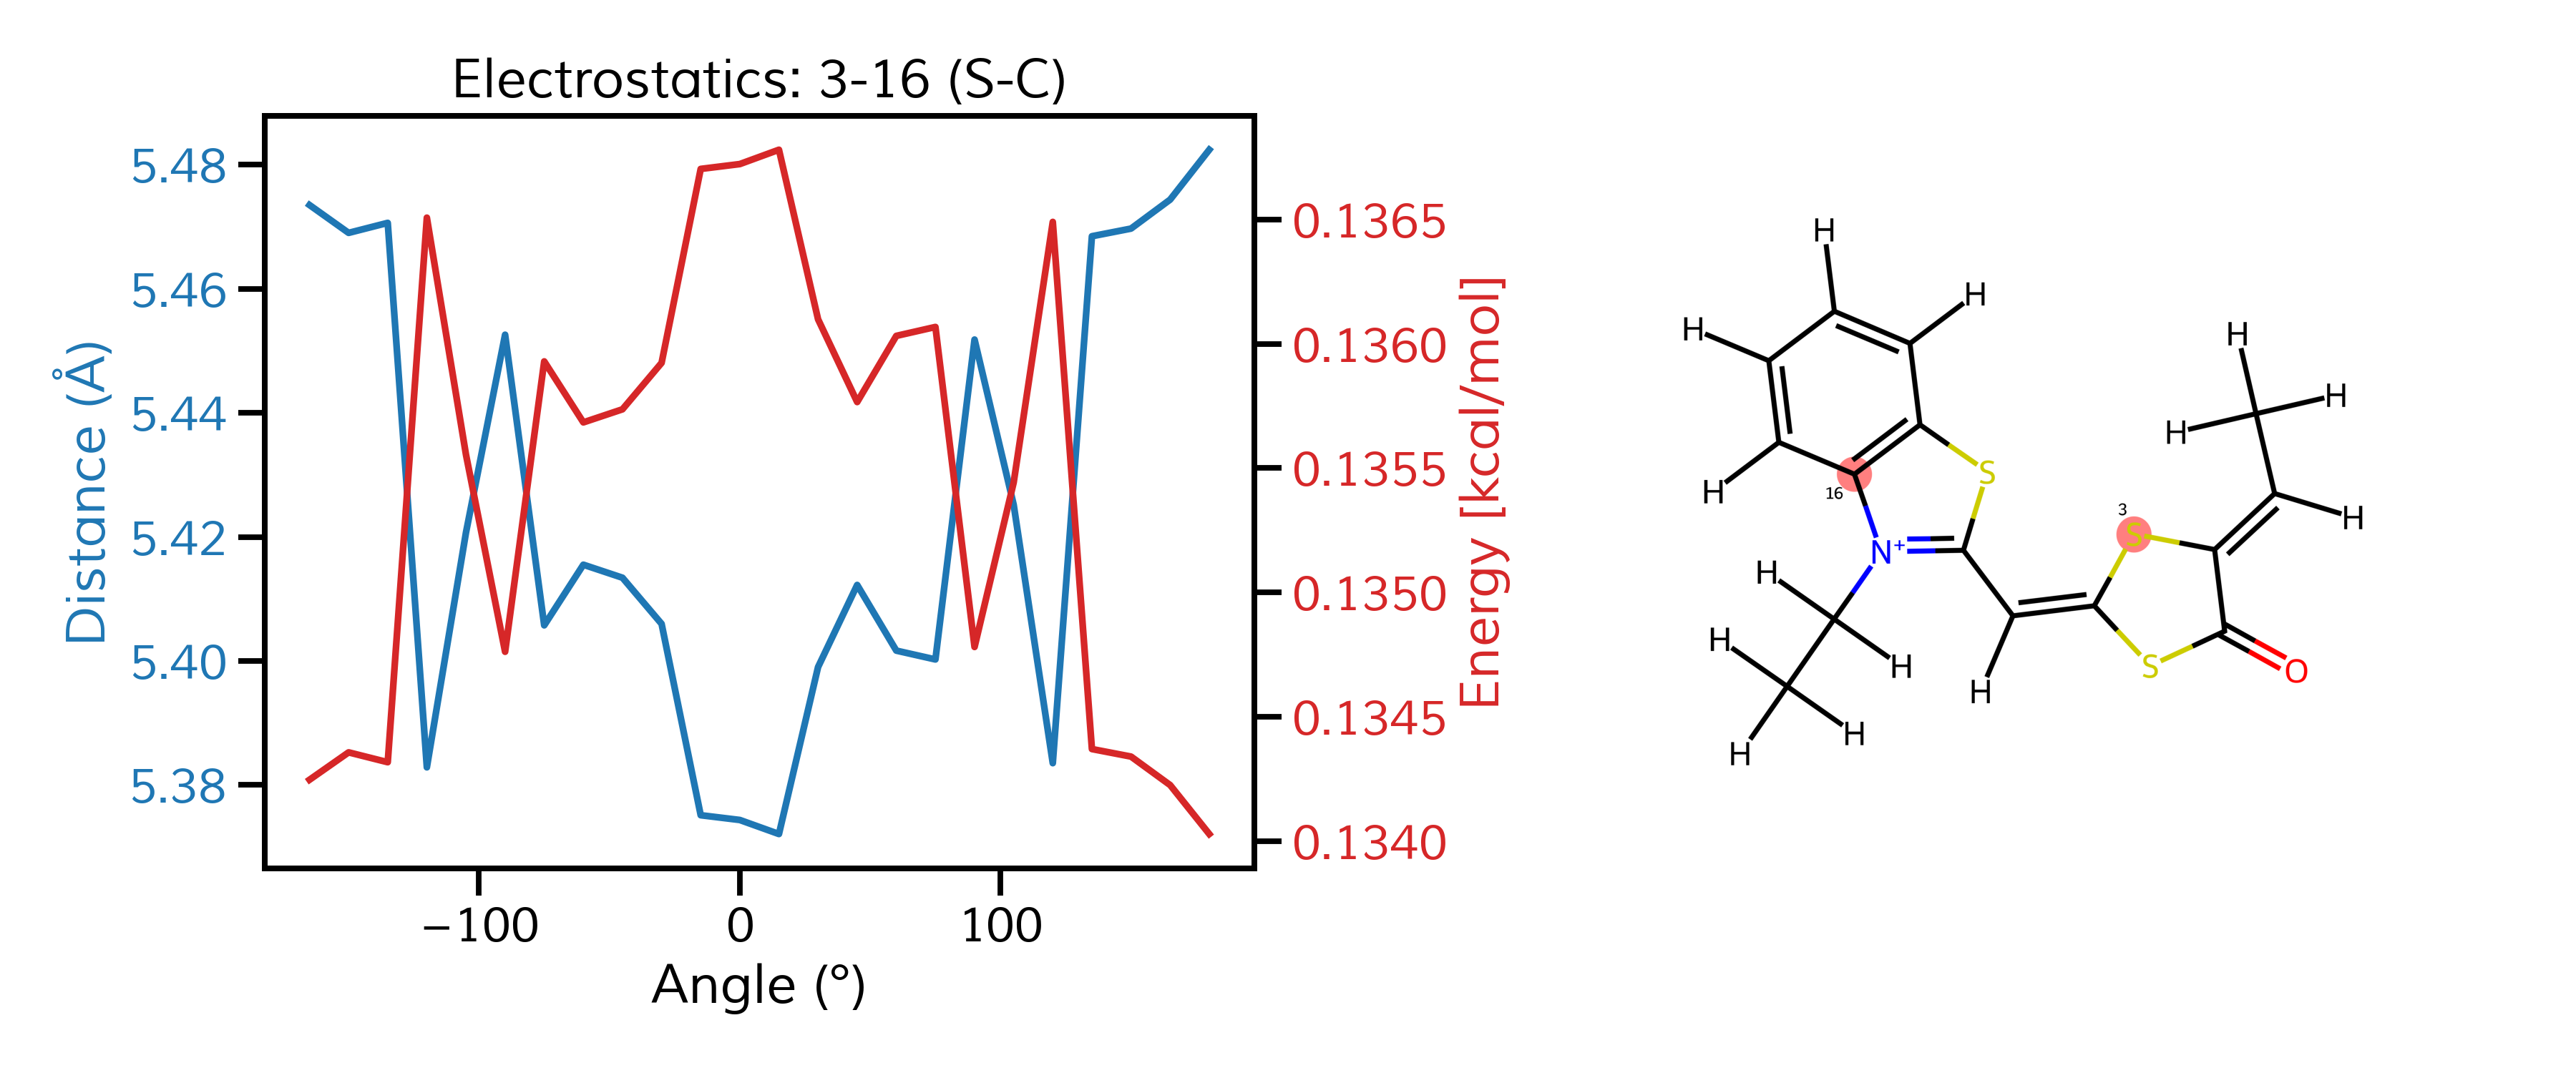 Electrostatics: 3-16 (S-C)
5.48
5.46
5.44
5.42
5.40
5.38
Distance (Å)
0.1365
0.1360
0.1355
0.1350
0.1345
0.1340
Energy [kcal/mol]
−100 0 100
Angle (°)
H
H
H
H
H
H
H
S
H
16
3
S
H
N+
H
H
S
O
H
H
H
H